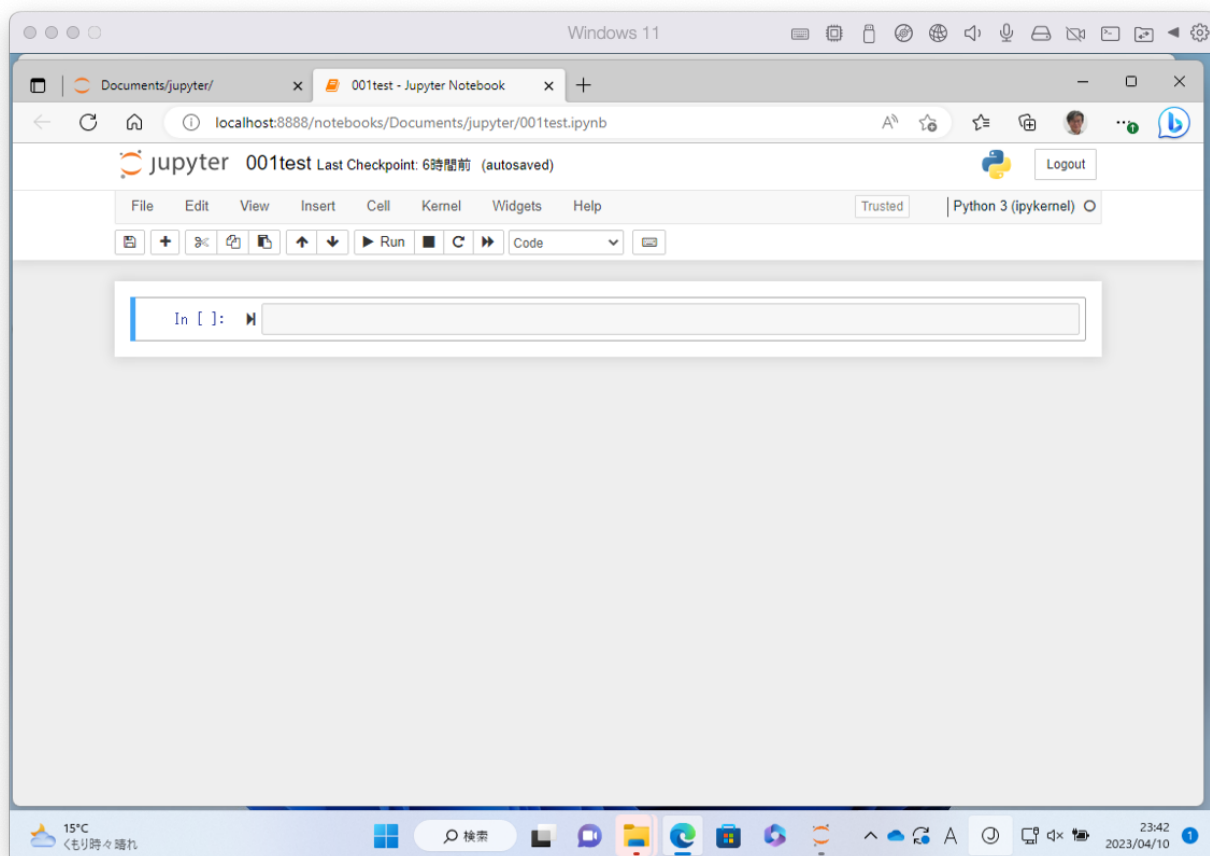 Windows 11
Documents/jupyter/
001test - Jupyter Notebook
localhost:8888/notebooks/Documents/jupyter/001test.ipynb
jupyter 001test Last Checkpoint: 6時間前 (autosaved)
Logout
File Edit View Insert Cell Kernel Widgets Help
Trusted
Python 3 (ipykernel)
Run
Code
In [ ]:
15°C
くもり時々晴れ
検索
A
23:42
2023/04/10
1